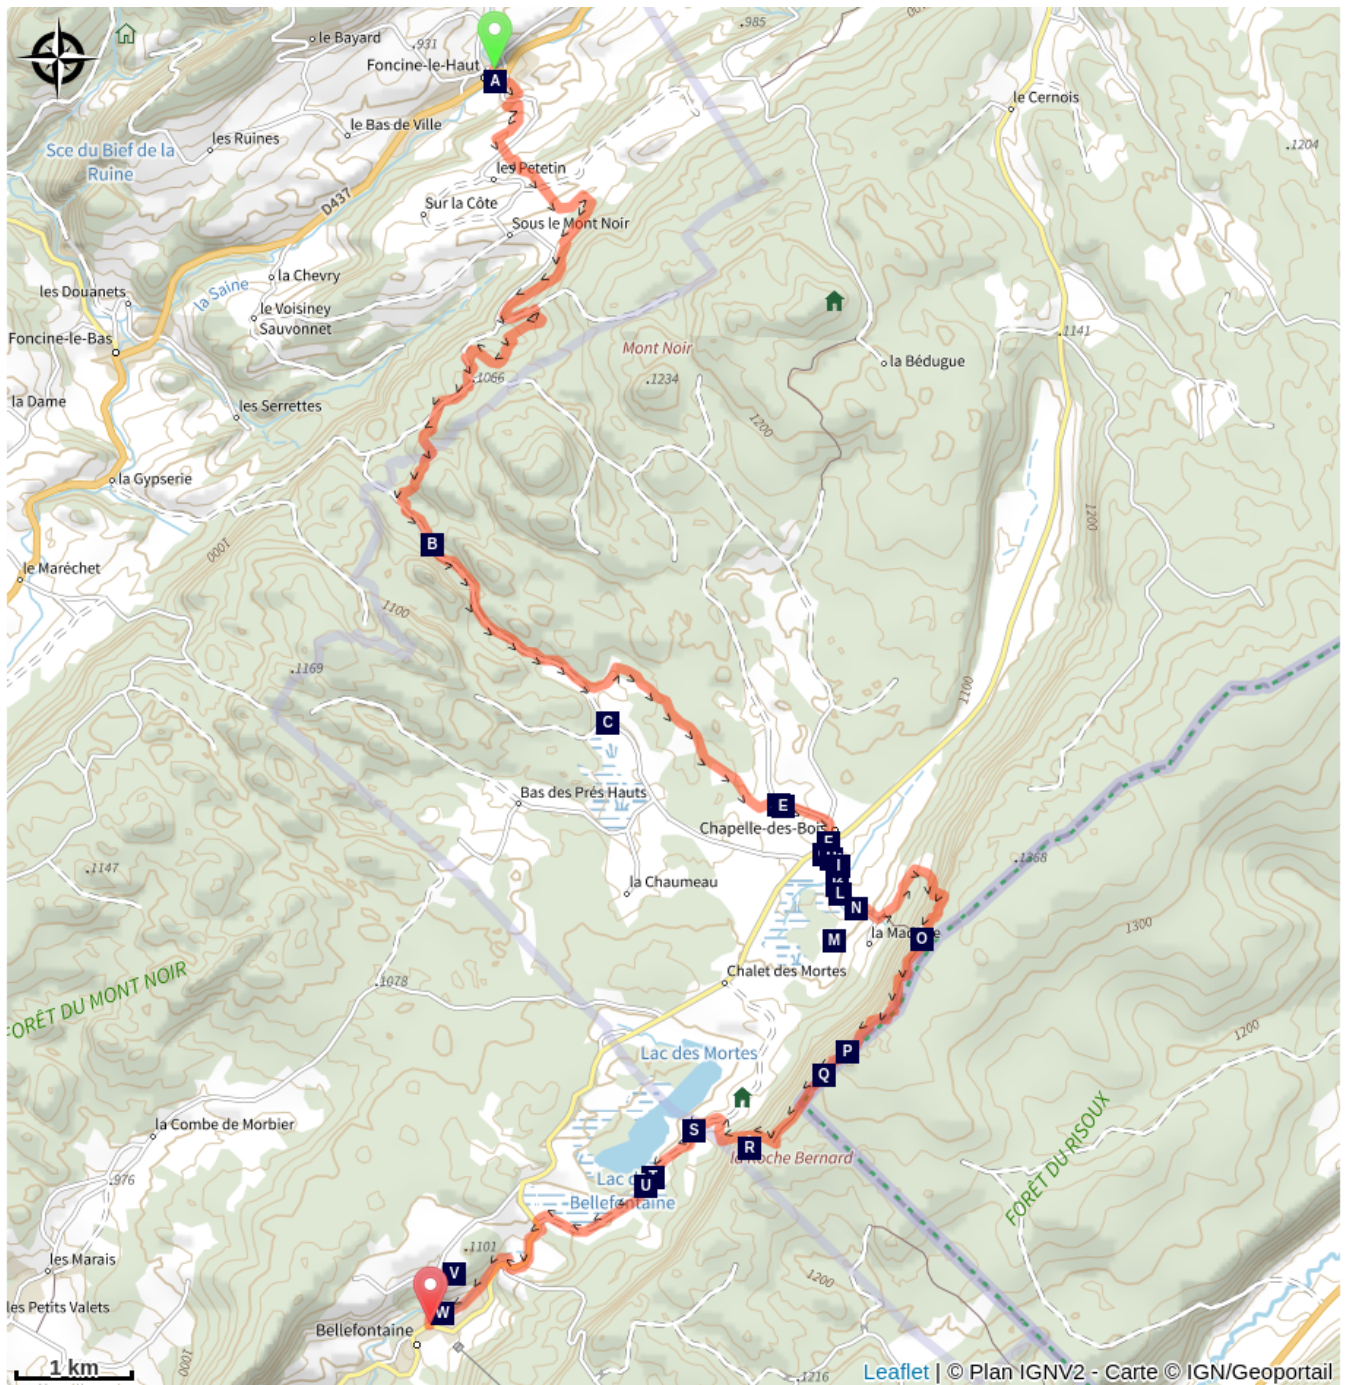 le Bayard
.931
.985
1001
Foncine-le-Haut
A
le Cernois
le Bas de Ville
les Ruines
.1204
Sce du Bief de la
Ruine
les Petetin
D437
Sur la Côte
Sous le Mont Noir
la Chevry
les Douanets
la Saine
le Voisiney
Sauvonnet
.1141
Foncine-le-Bas
Mont Noir
la Bédugue
.1066
.1234
la Dame
les Serrettes
1200
la Gypserie
1200
1000
B
le Maréchet
1100
.1169
1100
C
Bas des Prés Hauts
E
Chapelle-des-Bois
.1147
.1368
I
la Chaumeau
L
N
1300
M
O
FORÊT DU MONT NOIR
Chalet des Mortes
.1078
1200
Lac des Mortes
P
Q
la Combe de Morbier
S
R
la Roche Bernard
FORÊT DU RISOUX
.976
U
Bellefontaine
.1101
les Marais
V
1200
les Petits Valets
W
Bellefontaine
1000
1 km
.1216
Leaflet | © Plan IGNV2 - Carte © IGN/Geoportail